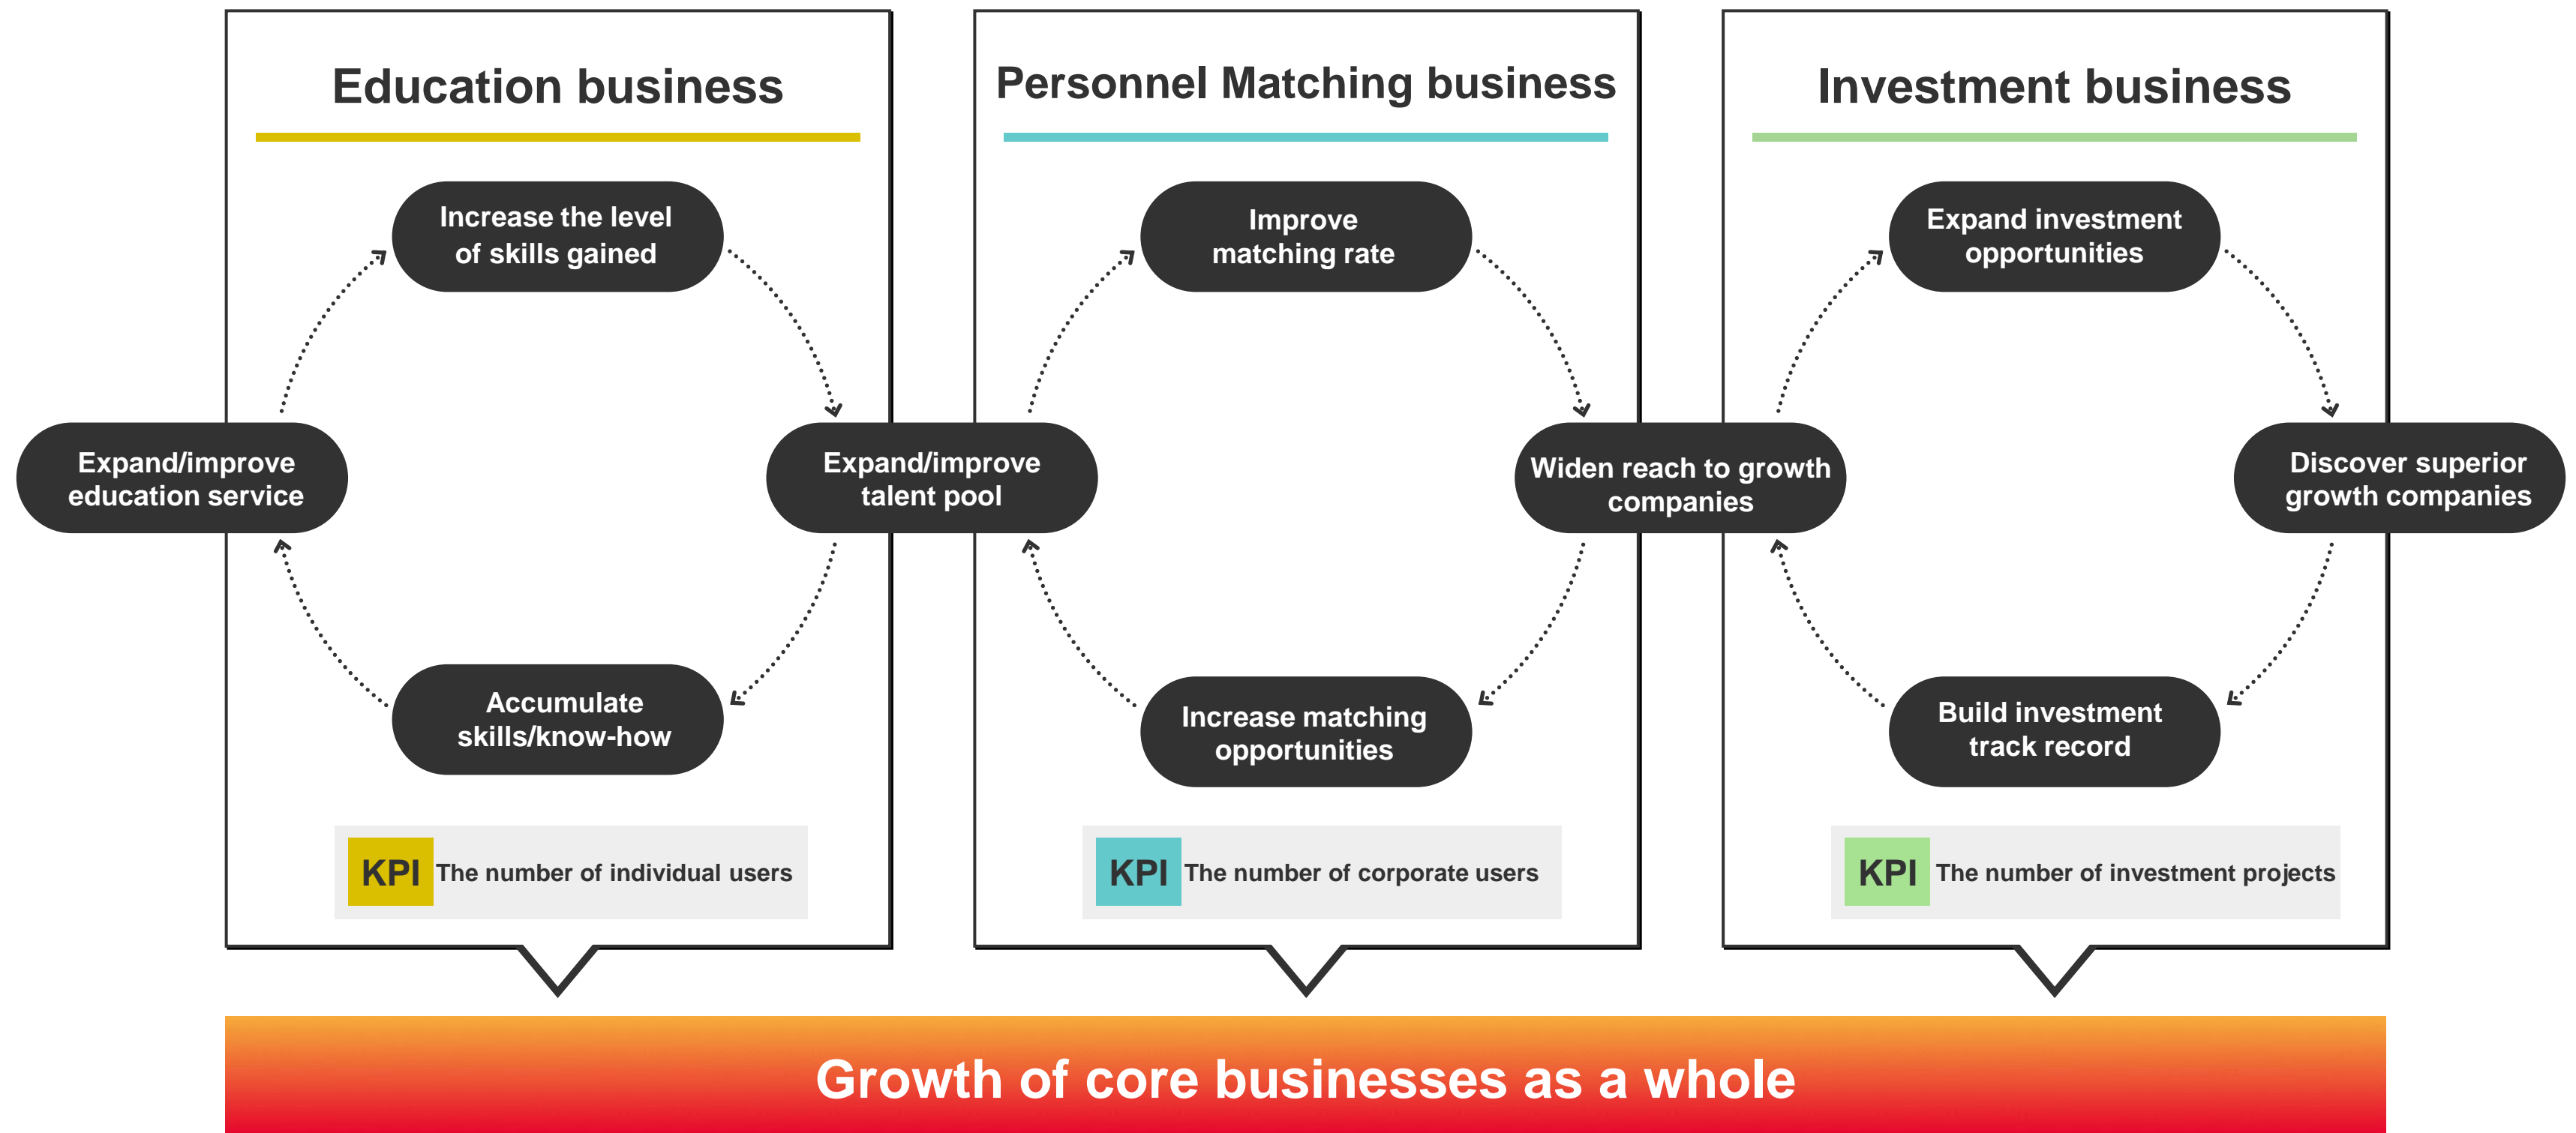 Education business
Personnel Matching business
Investment business
Increase the level
of skills gained
Improve
matching rate
Expand investment
opportunities
Expand/improve
education service
Expand/improve
talent pool
Widen reach to growth
companies
Discover superior
growth companies
Accumulate
skills/know-how
Increase matching
opportunities
Build investment
track record
KPI The number of individual users
KPI The number of corporate users
KPI The number of investment projects
Growth of core businesses as a whole